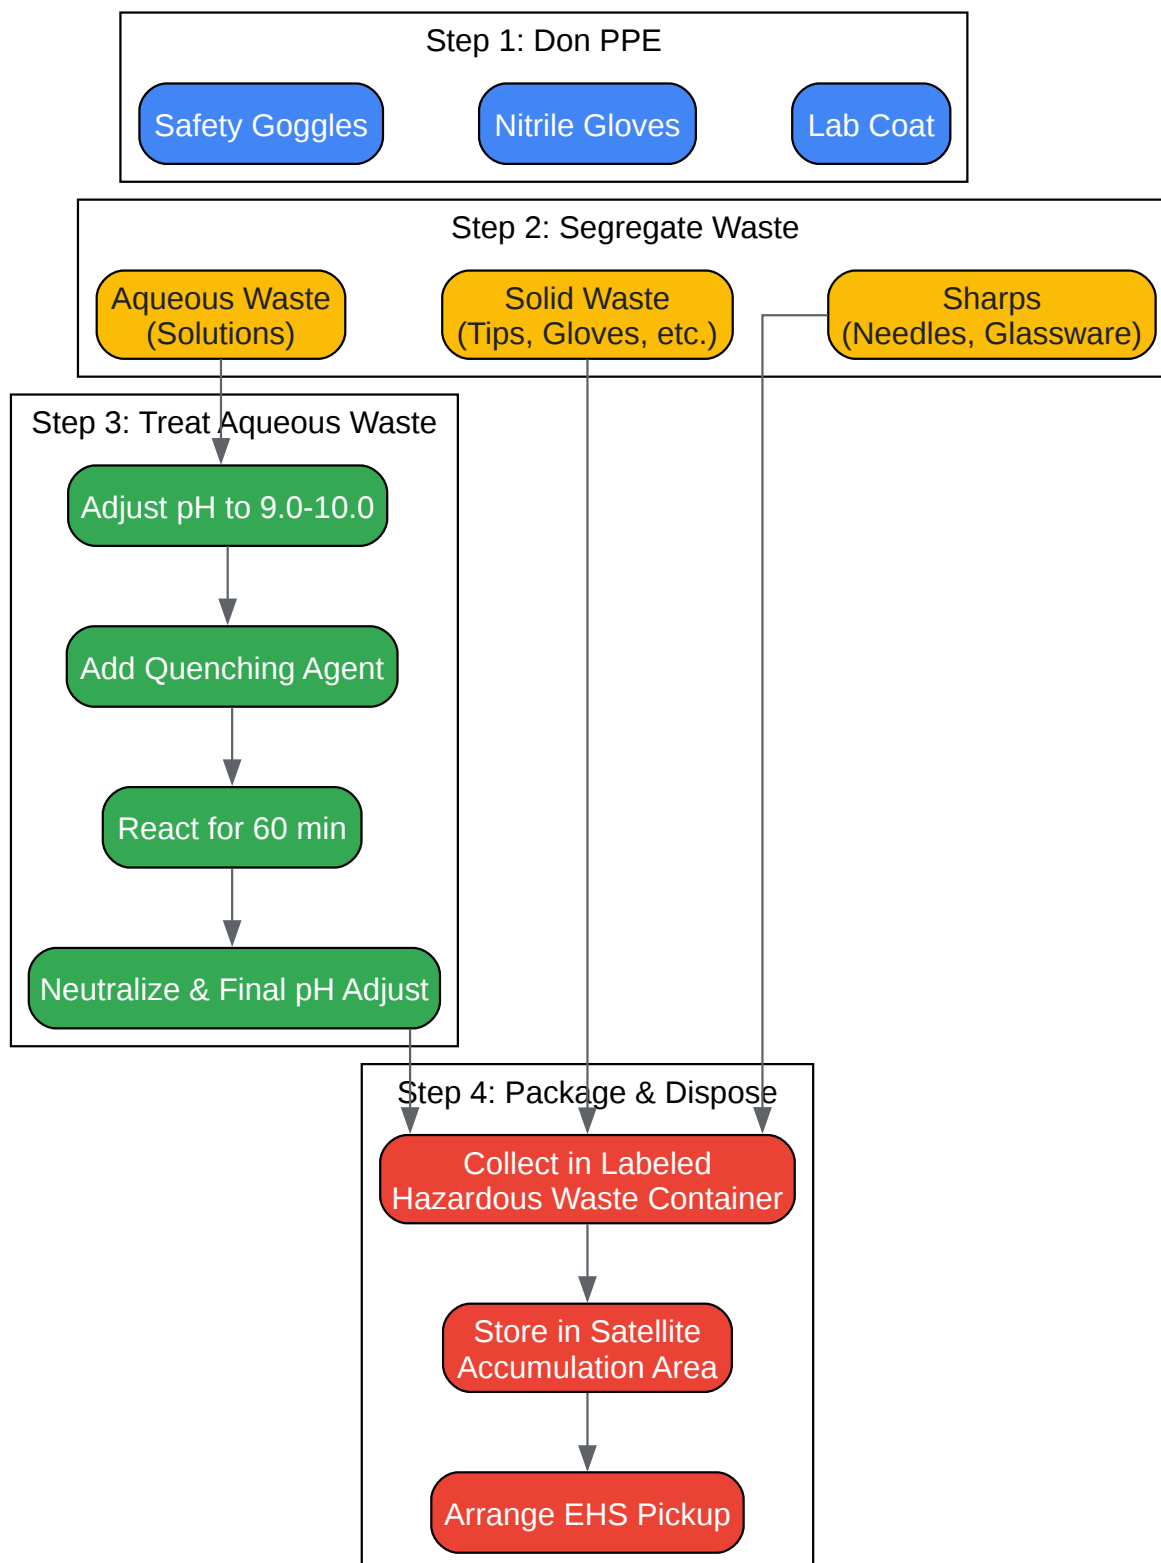 Step 1: Don PPE
Safety Goggles
Nitrile Gloves
Lab Coat
Step 2: Segregate Waste
Aqueous Waste
(Solutions)
Solid Waste
(Tips, Gloves, etc.)
Sharps
(Needles, Glassware)
Step 3: Treat Aqueous Waste
Adjust pH to 9.0-10.0
Add Quenching Agent
React for 60 min
Neutralize & Final pH Adjust
Step 4: Package & Dispose
Collect in Labeled
Hazardous Waste Container
Store in Satellite
Accumulation Area
Arrange EHS Pickup